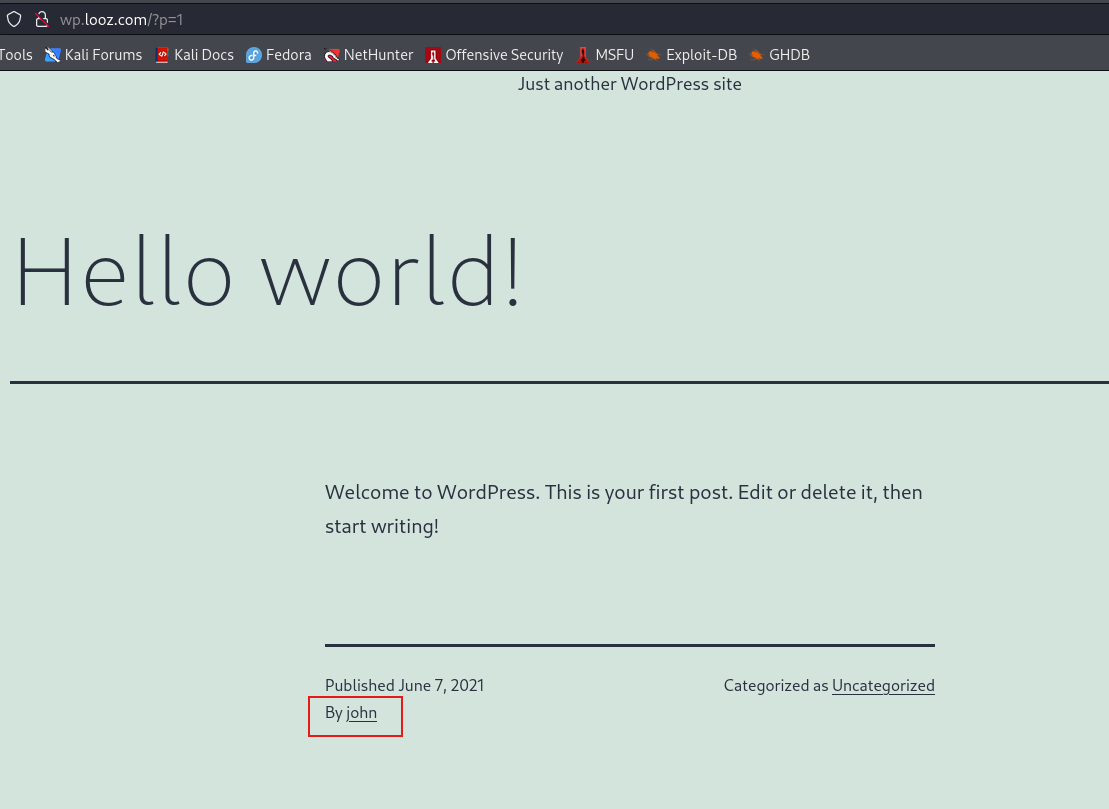 wp.looz.com/?p=1
Tools Kali Forums Kali Docs Fedora NetHunter Offensive Security MSFU Exploit-DB GHDB
Just another WordPress site
Hello world!
Welcome to WordPress. This is your first post. Edit or delete it, then
start writing!
Published June 7, 2021 Categorized as Uncategorized
By john